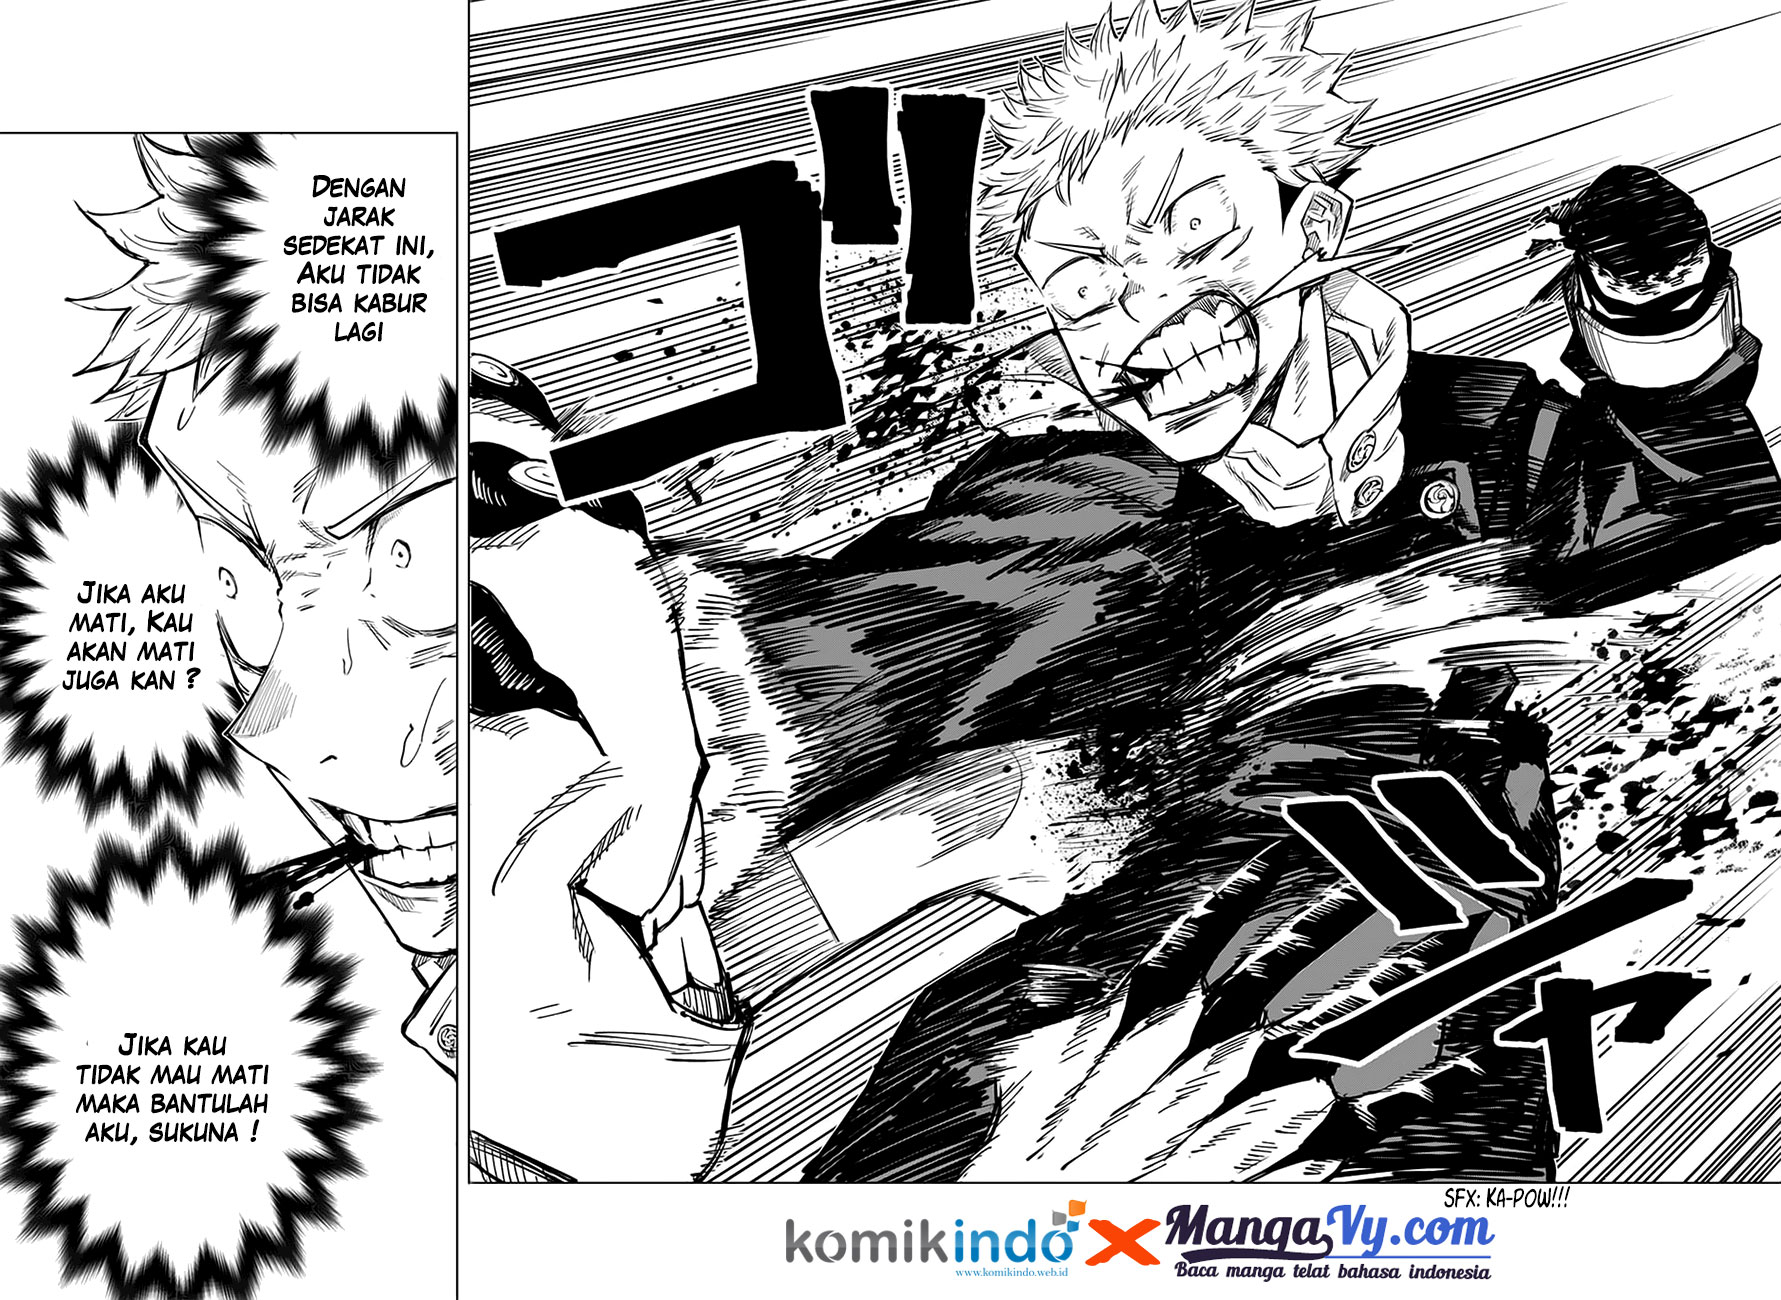 ゴッ
Dengan
jarak
sedekat ini,
Aku tidak
bisa kabur
lagi
Jika aku
mati, Kau
akan mati
juga kan ?
Jika kau
tidak mau mati
maka bantulah
aku, Sukuna !
ジャ
SFX: KA-POW!!!
komikindo X MangaVy.com
www.komikindo.web.id
Baca manga telat bahasa indonesia